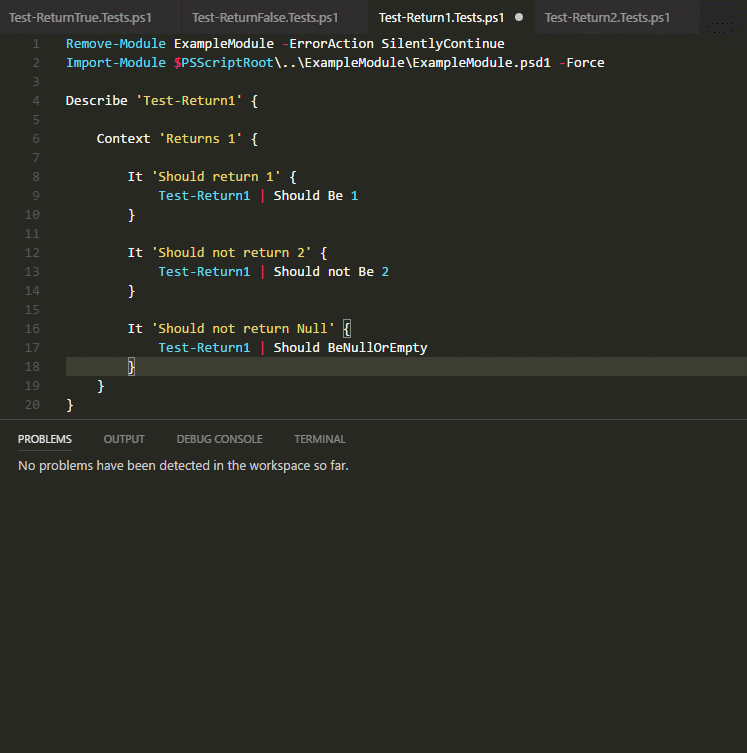 Test-ReturnTrue.Tests.ps1 Test-ReturnFalse.Tests.ps1 Test-Return1.Tests.ps1 ● Test-Return2.Tests.ps1
1 Remove-Module ExampleModule -ErrorAction SilentlyContinue
2 Import-Module $PSScriptRoot\..\ExampleModule\ExampleModule.psd1 -Force
3
4 Describe 'Test-Return1' {
5
6     Context 'Returns 1' {
7
8         It 'Should return 1' {
9             Test-Return1 | Should Be 1
10         }
11
12         It 'Should not return 2' {
13             Test-Return1 | Should not Be 2
14         }
15
16         It 'Should not return Null' {
17             Test-Return1 | Should BeNullOrEmpty
18         }
19     }
20 }
PROBLEMS OUTPUT DEBUG CONSOLE TERMINAL
No problems have been detected in the workspace so far.